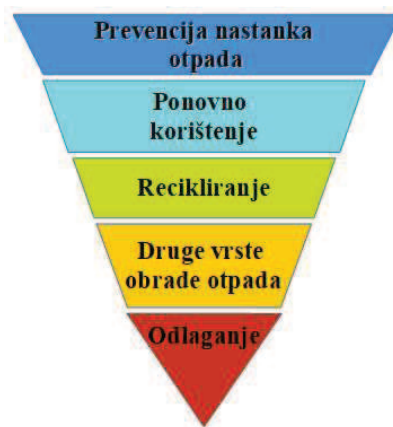 Prevencija nastanka
otpada
Ponovno
korištenje
Recikliranje
Druge vrste
obrade otpada
Odlaganje